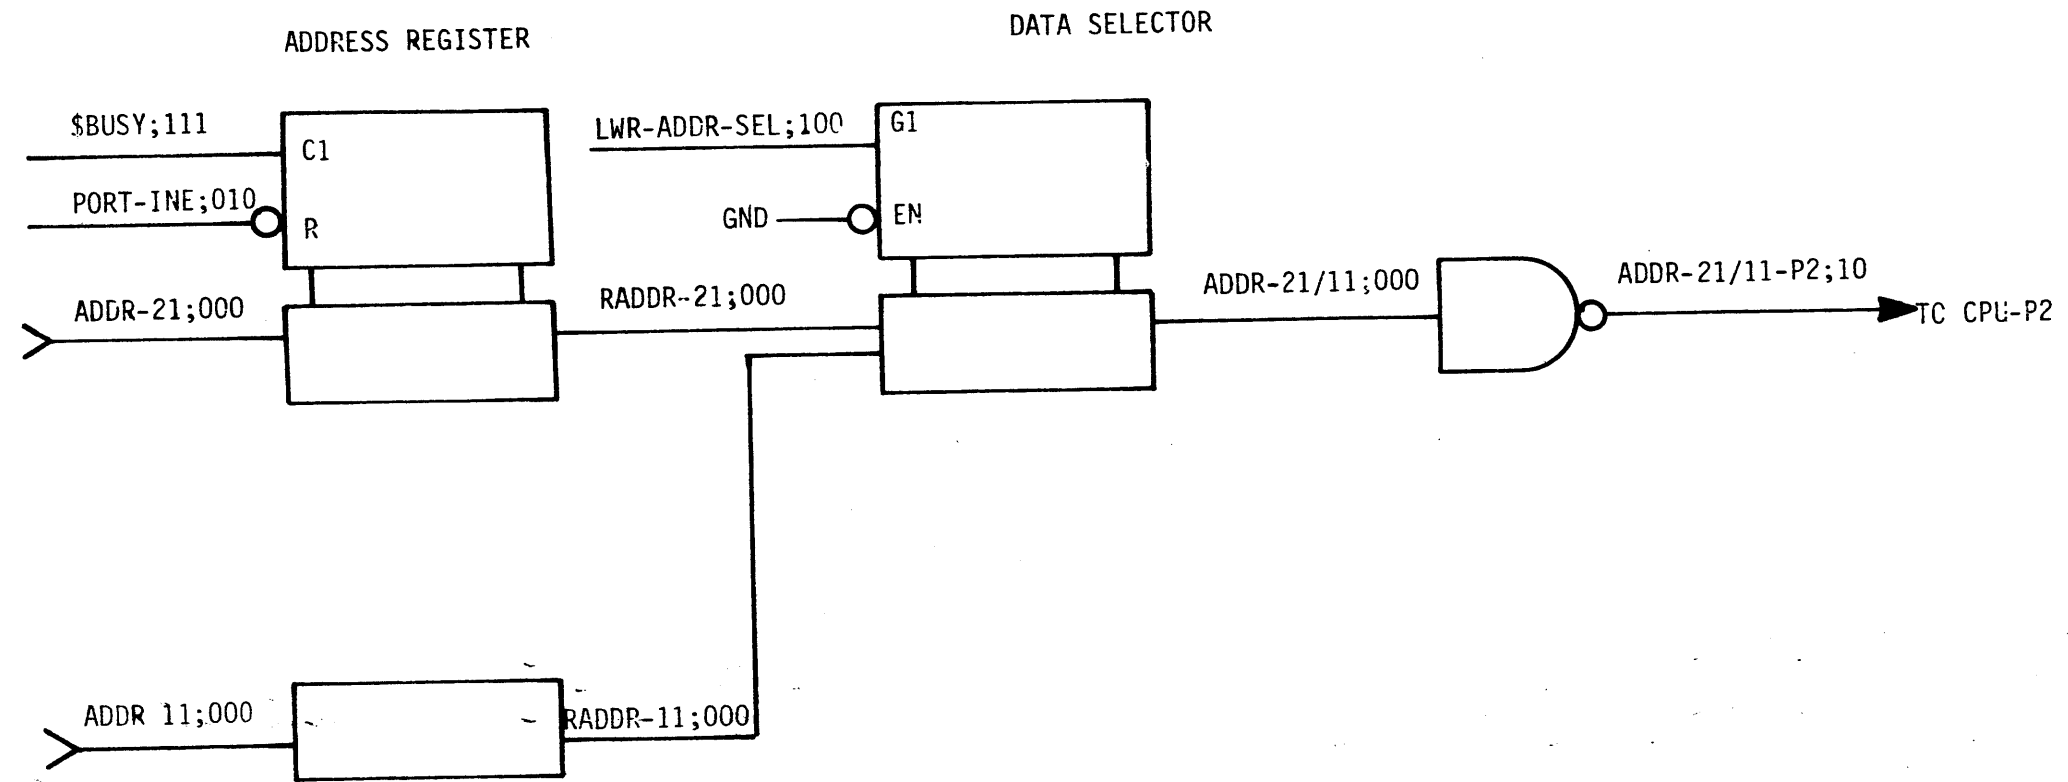 ADDRESS REGISTER
DATA SELECTOR
$BUSY;111
C1
PORT-INE;010
R
LWR-ADDR-SEL;100
G1
GND
EN
ADDR-21;000
RADDR-21;000
ADDR-21/11;000
ADDR-21/11-P2;10
TC CPU-P2
ADDR 11;000
RADDR-11;000